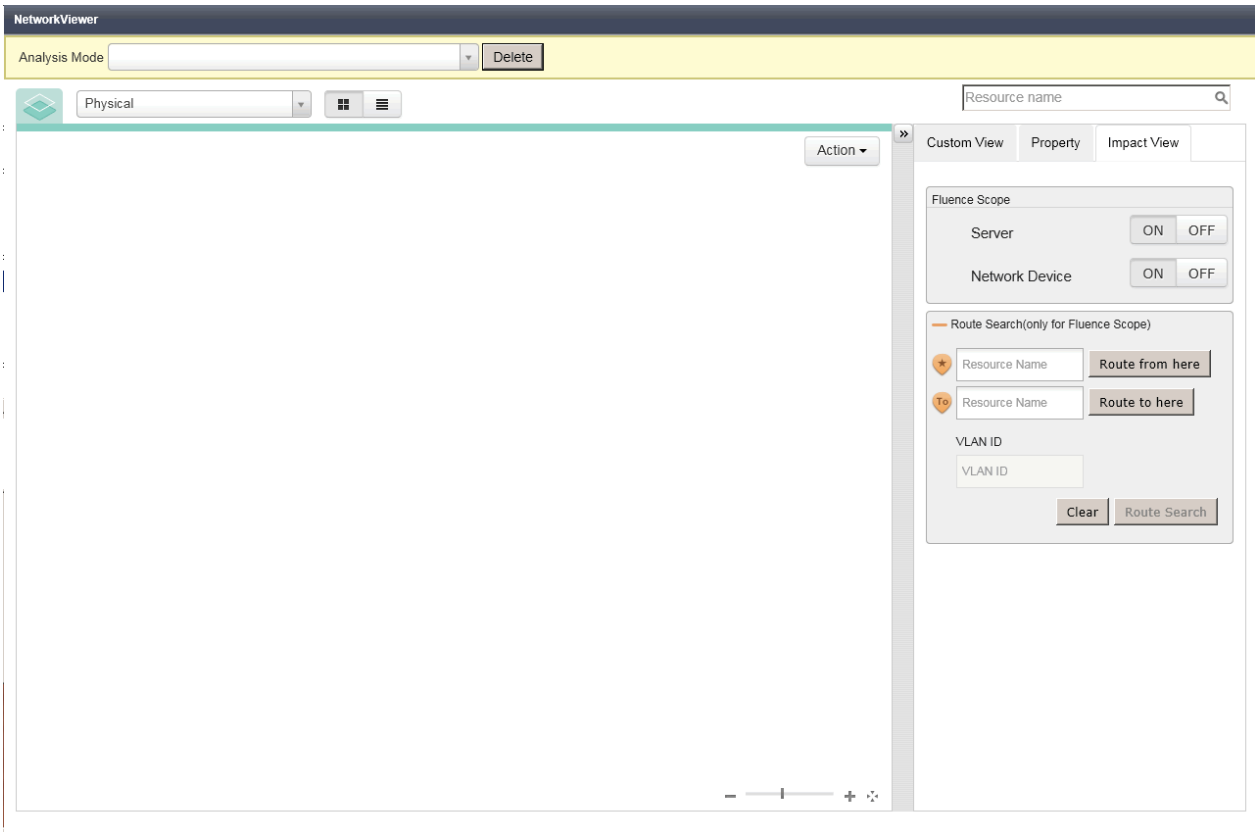 NetworkViewer
Analysis Mode Delete
Physical
Resource name
Action
»
Custom View Property Impact View
Fluence Scope
Server ON OFF
Network Device ON OFF
Route Search(only for Fluence Scope)
Resource Name Route from here
To Resource Name Route to here
VLAN ID
VLAN ID
Clear Route Search